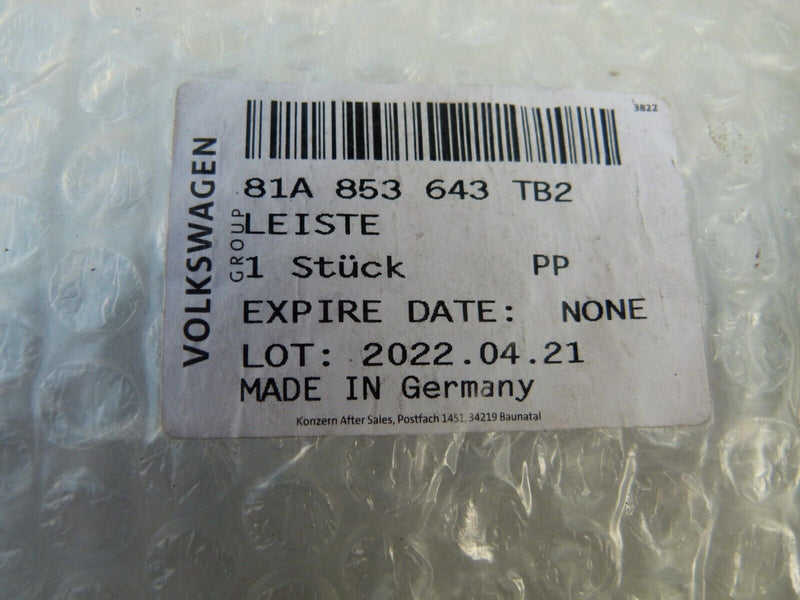 3822
VOLKSWAGEN
GROUP
81A 853 643 TB2
LEISTE
1 Stück PP
EXPIRE DATE: NONE
LOT: 2022.04.21
MADE IN Germany
Konzern After Sales, Postfach 1451, 34219 Baunatal